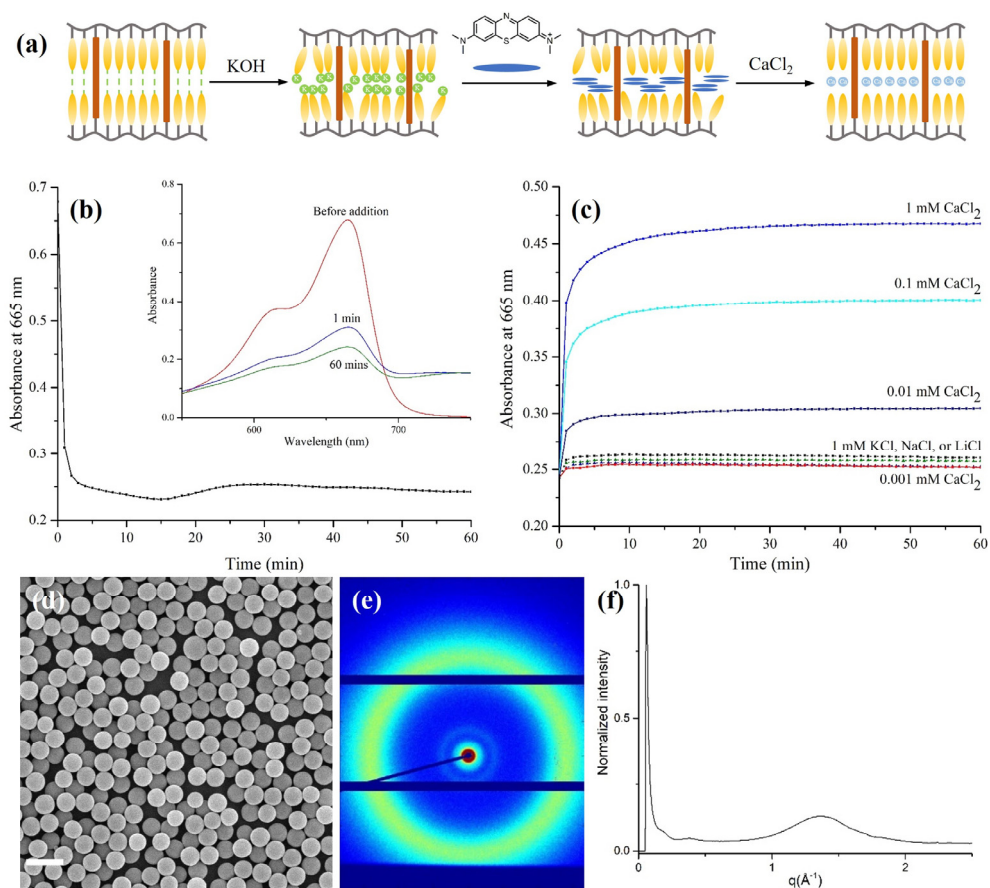 (a)
KOH
N
N
S
N+
CaCl2
K K K K K K K K K K K
(b)
Absorbance at 665 nm
0.7
0.6
0.5
0.4
0.3
0.2
0 10 20 30 40 50 60
Time (min)
Absorbance
0.8
0.6
0.4
0.2
0.0
600 700
Wavelength (nm)
Before addition
1 min
60 mins
(c)
Absorbance at 665 nm
0.50
0.45
0.40
0.35
0.30
0.25
0.20
0 10 20 30 40 50 60
Time (min)
1 mM CaCl2
0.1 mM CaCl2
0.01 mM CaCl2
1 mM KCl, NaCl, or LiCl
0.001 mM CaCl2
(d)
(e)
(f)
Normalized intensity
1.0
0.5
0.0
0 1 2
q(Å-1)